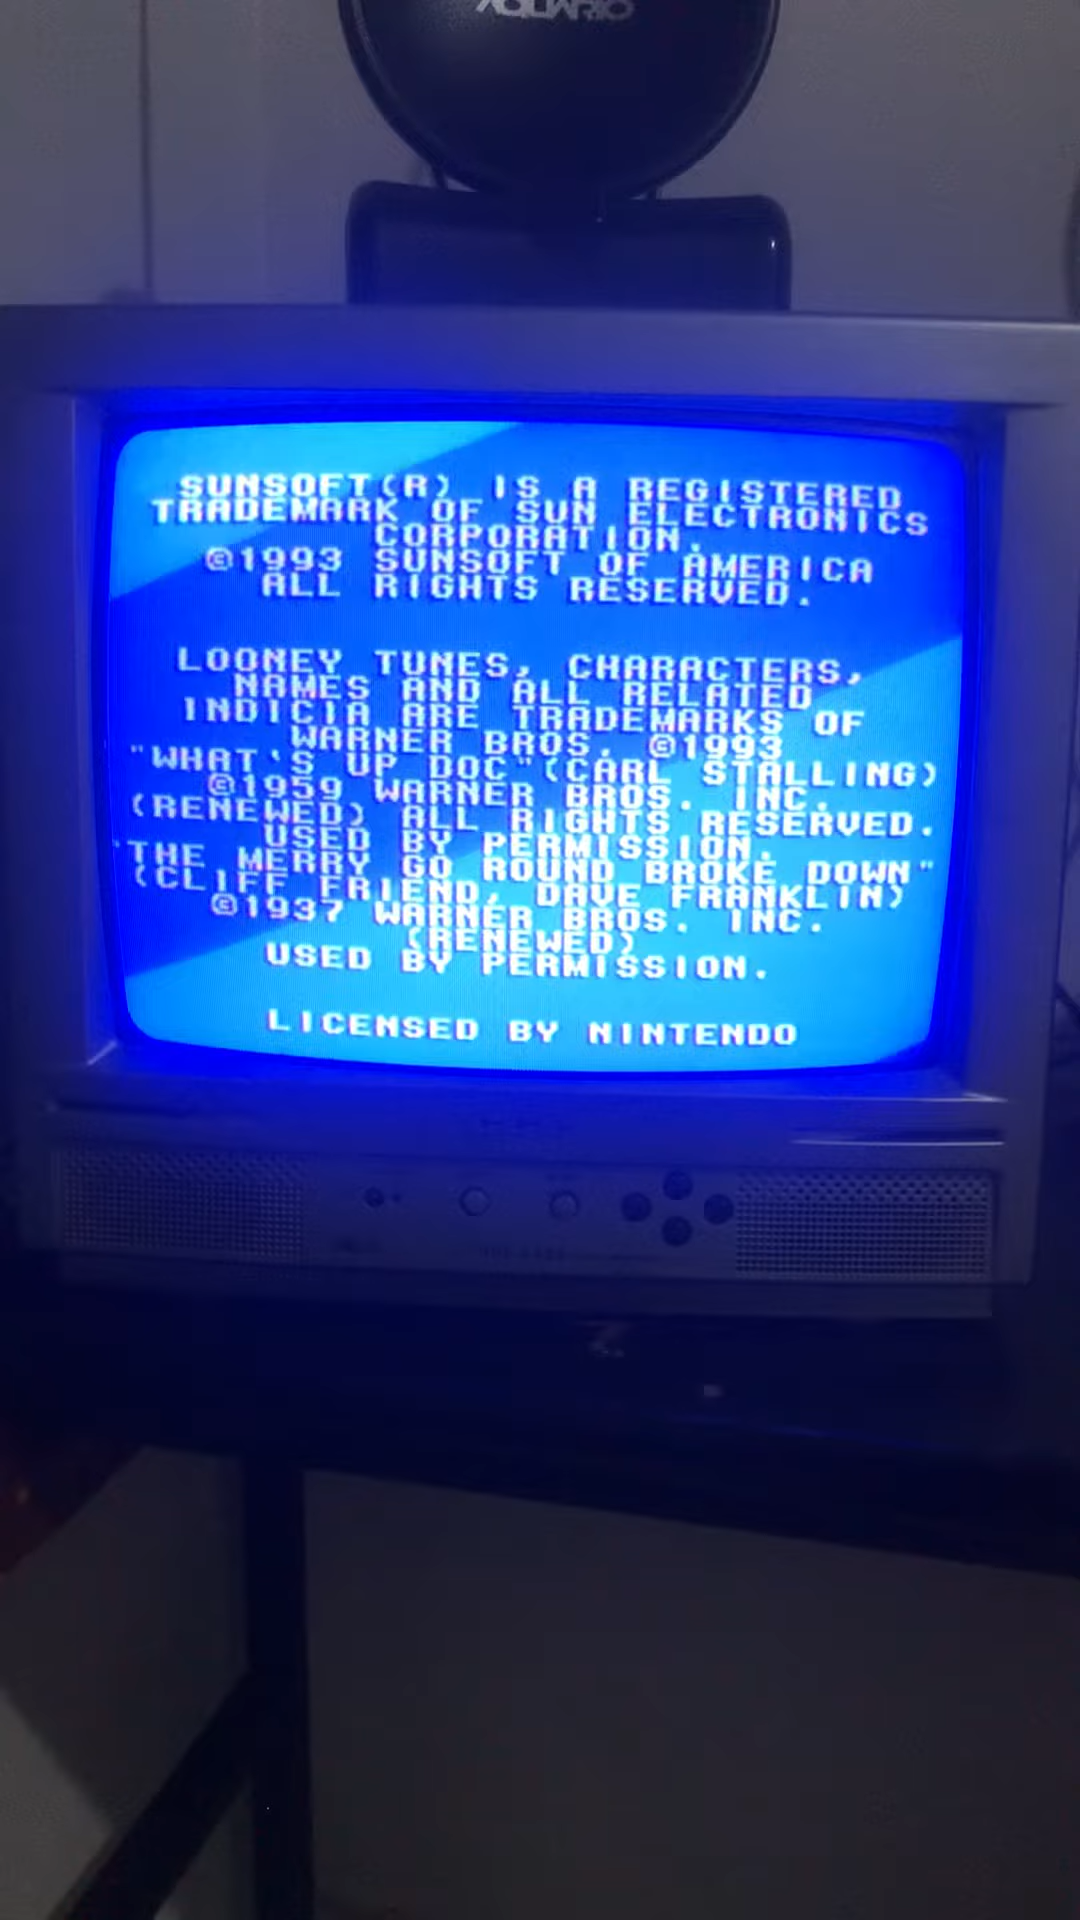 AQUARIO
SUNSOFT(R) IS A REGISTERED
TRADEMARK OF SUN ELECTRONICS
CORPORATION.
©1993 SUNSOFT OF AMERICA
ALL RIGHTS RESERVED.
LOONEY TUNES, CHARACTERS,
NAMES AND ALL RELATED
INDICIA ARE TRADEMARKS OF
WARNER BROS. ©1993
"WHAT'S UP DOC"(CARL STALLING)
©1959 WARNER BROS. INC.
(RENEWED) ALL RIGHTS RESERVED.
USED BY PERMISSION.
"THE MERRY GO ROUND BROKE DOWN"
(CLIFF FRIEND, DAVE FRANKLIN)
©1937 WARNER BROS. INC.
(RENEWED)
USED BY PERMISSION.
LICENSED BY NINTENDO